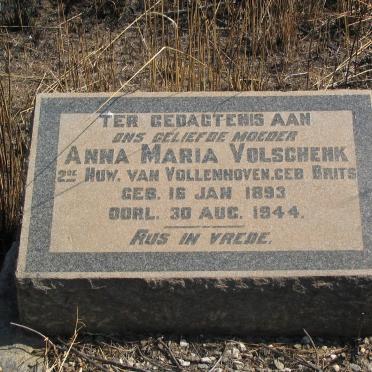 TER GEDAGTENIS AAN
ONS GELIEFDE MOEDER
ANNA MARIA VOLSCHENK
2DE HUW. VAN VOLLENHOVEN, GEB BRITS
GEB. 16 JAN 1893
OORL. 30 AUG. 1944.
RUS IN VREDE.